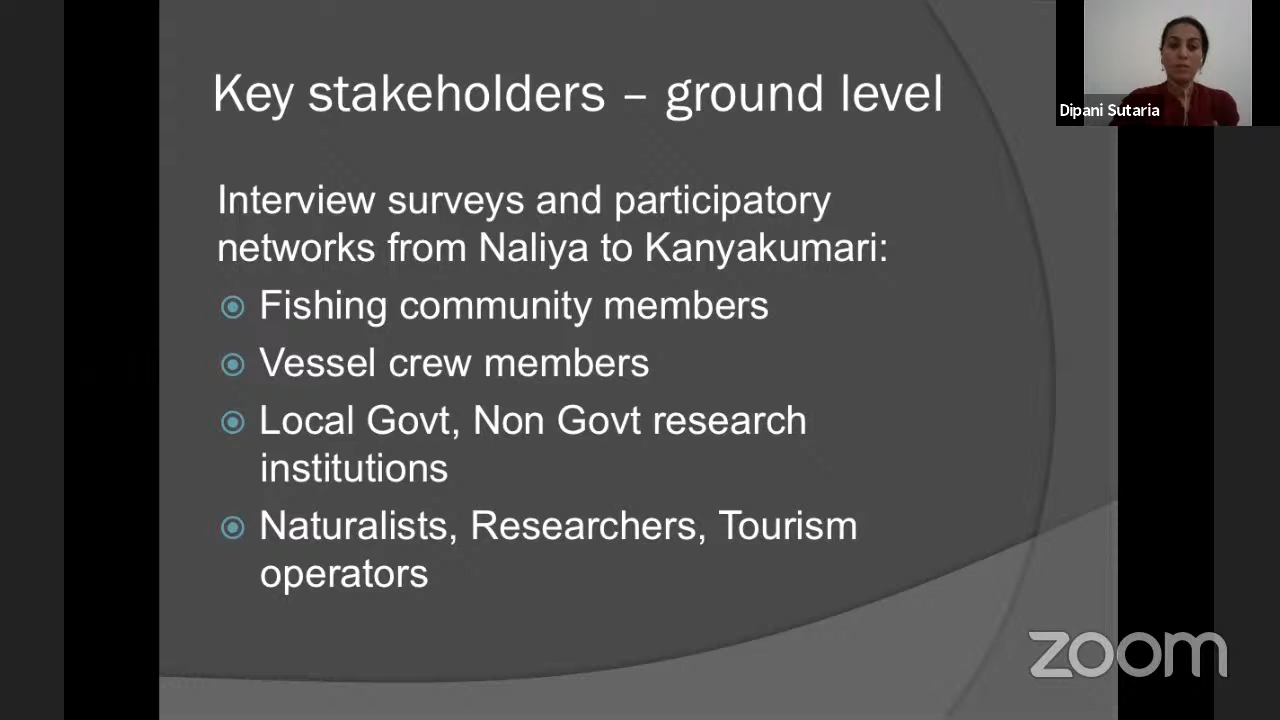 Key stakeholders – ground level
Dipani Sutaria
Interview surveys and participatory
networks from Naliya to Kanyakumari:
Fishing community members
Vessel crew members
Local Govt, Non Govt research
institutions
Naturalists, Researchers, Tourism
operators
zoom